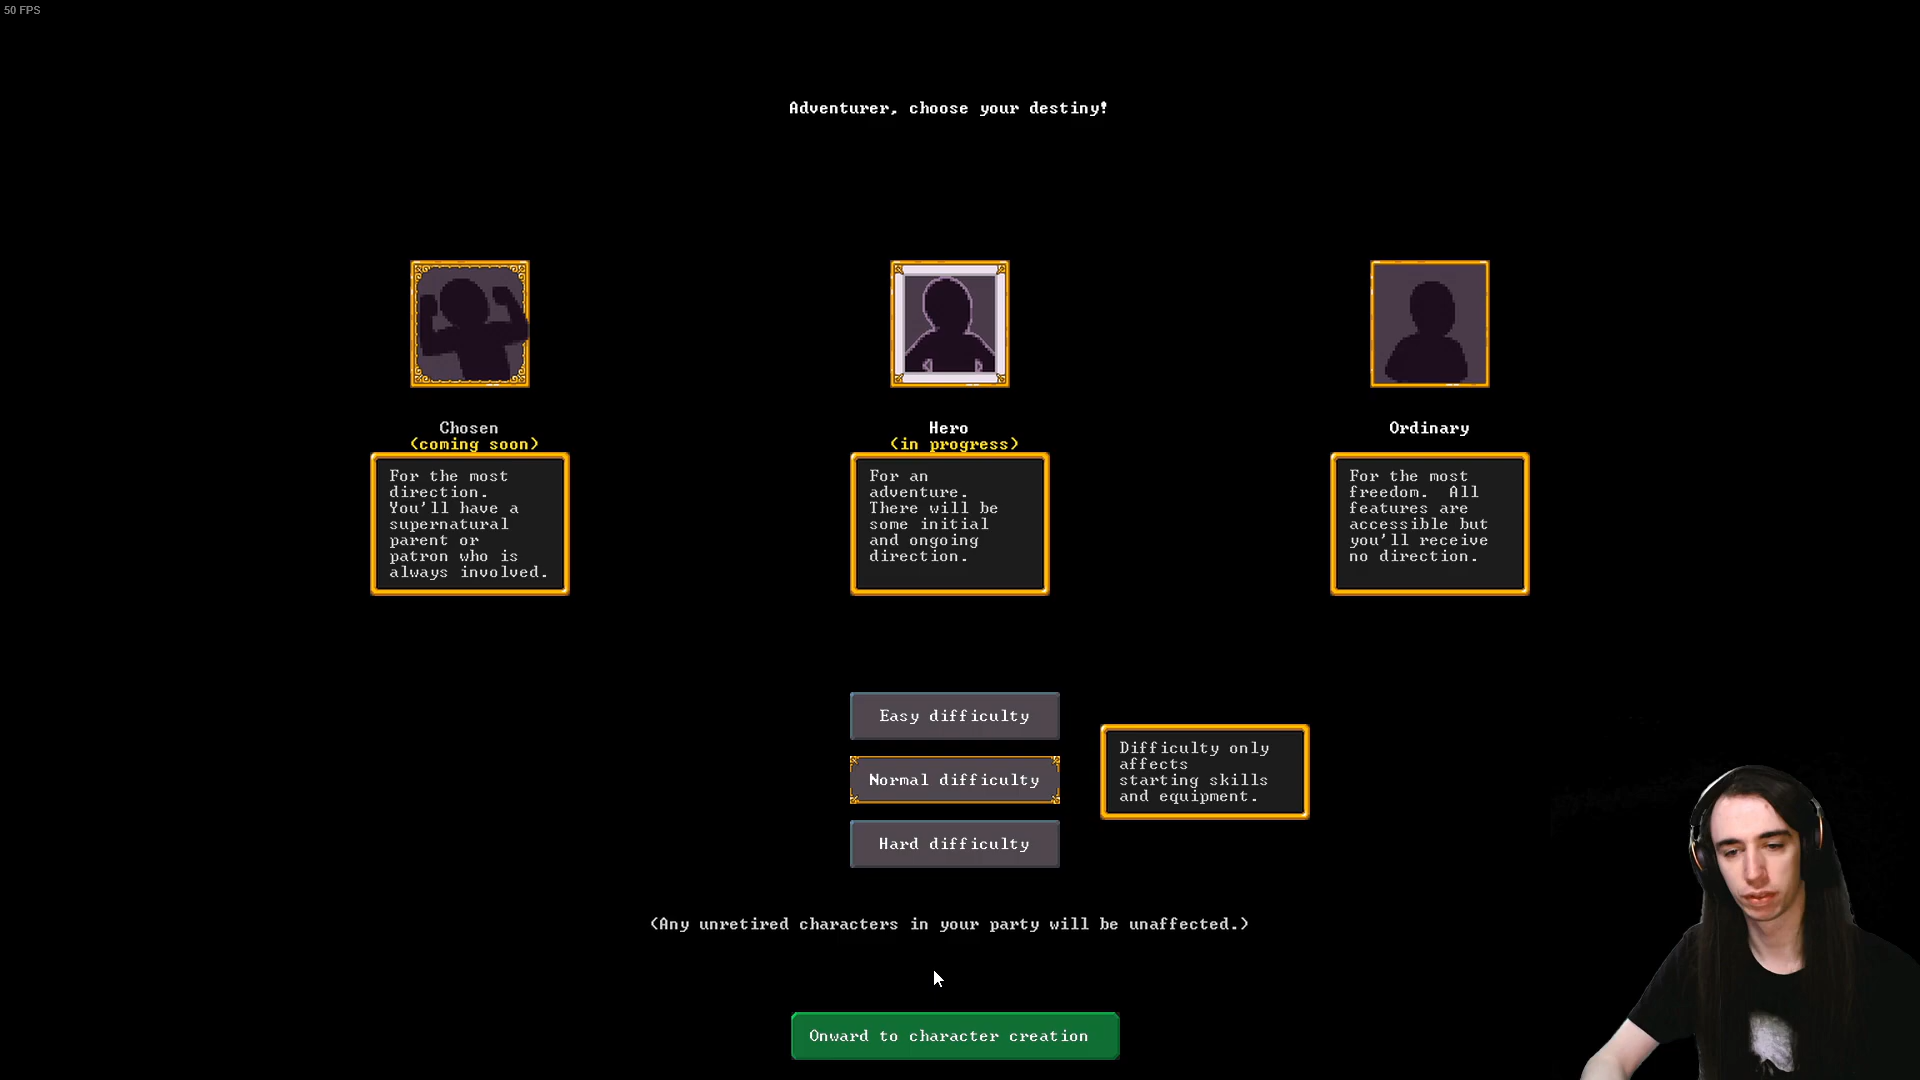 50 FPS
Adventurer, choose your destiny!
Chosen
(coming soon)
For the most
direction.
You'll have a
supernatural
parent or
patron who is
always involved.
Hero
(in progress)
For an
adventure.
There will be
some initial
and ongoing
direction.
Ordinary
For the most
freedom.  All
features are
accessible but
you'll receive
no direction.
Easy difficulty
Normal difficulty
Hard difficulty
Difficulty only
affects
starting skills
and equipment.
(Any unretired characters in your party will be unaffected.)
Onward to character creation